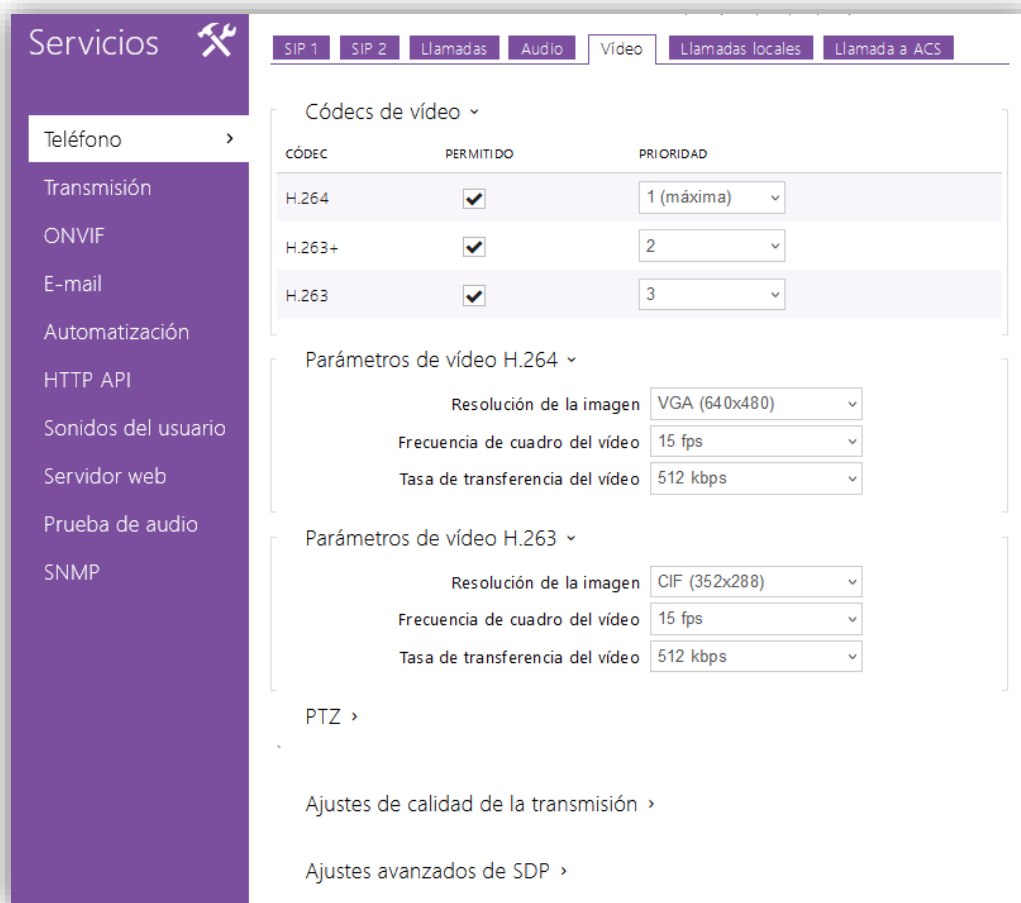 Servicios
SIP 1 SIP 2 Llamadas Audio Vídeo Llamadas locales Llamada a ACS
Teléfono
Transmisión
ONVIF
E-mail
Automatización
HTTP API
Sonidos del usuario
Servidor web
Prueba de audio
SNMP
Códecs de vídeo
CÓDEC PERMITIDO PRIORIDAD
H.264 1 (máxima)
H.263+ 2
H.263 3
Parámetros de vídeo H.264
Resolución de la imagen VGA (640x480)
Frecuencia de cuadro del vídeo 15 fps
Tasa de transferencia del vídeo 512 kbps
Parámetros de vídeo H.263
Resolución de la imagen CIF (352x288)
Frecuencia de cuadro del vídeo 15 fps
Tasa de transferencia del vídeo 512 kbps
PTZ
Ajustes de calidad de la transmisión
Ajustes avanzados de SDP